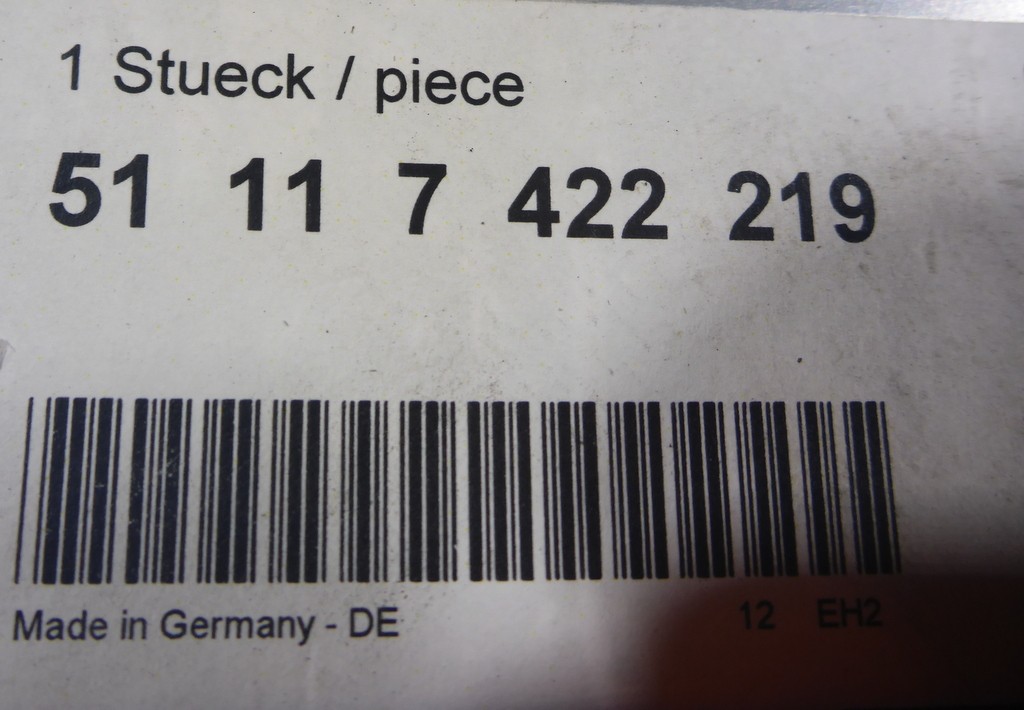 1 Stueck / piece
51 11 7 422 219
Made in Germany - DE 12 EH2